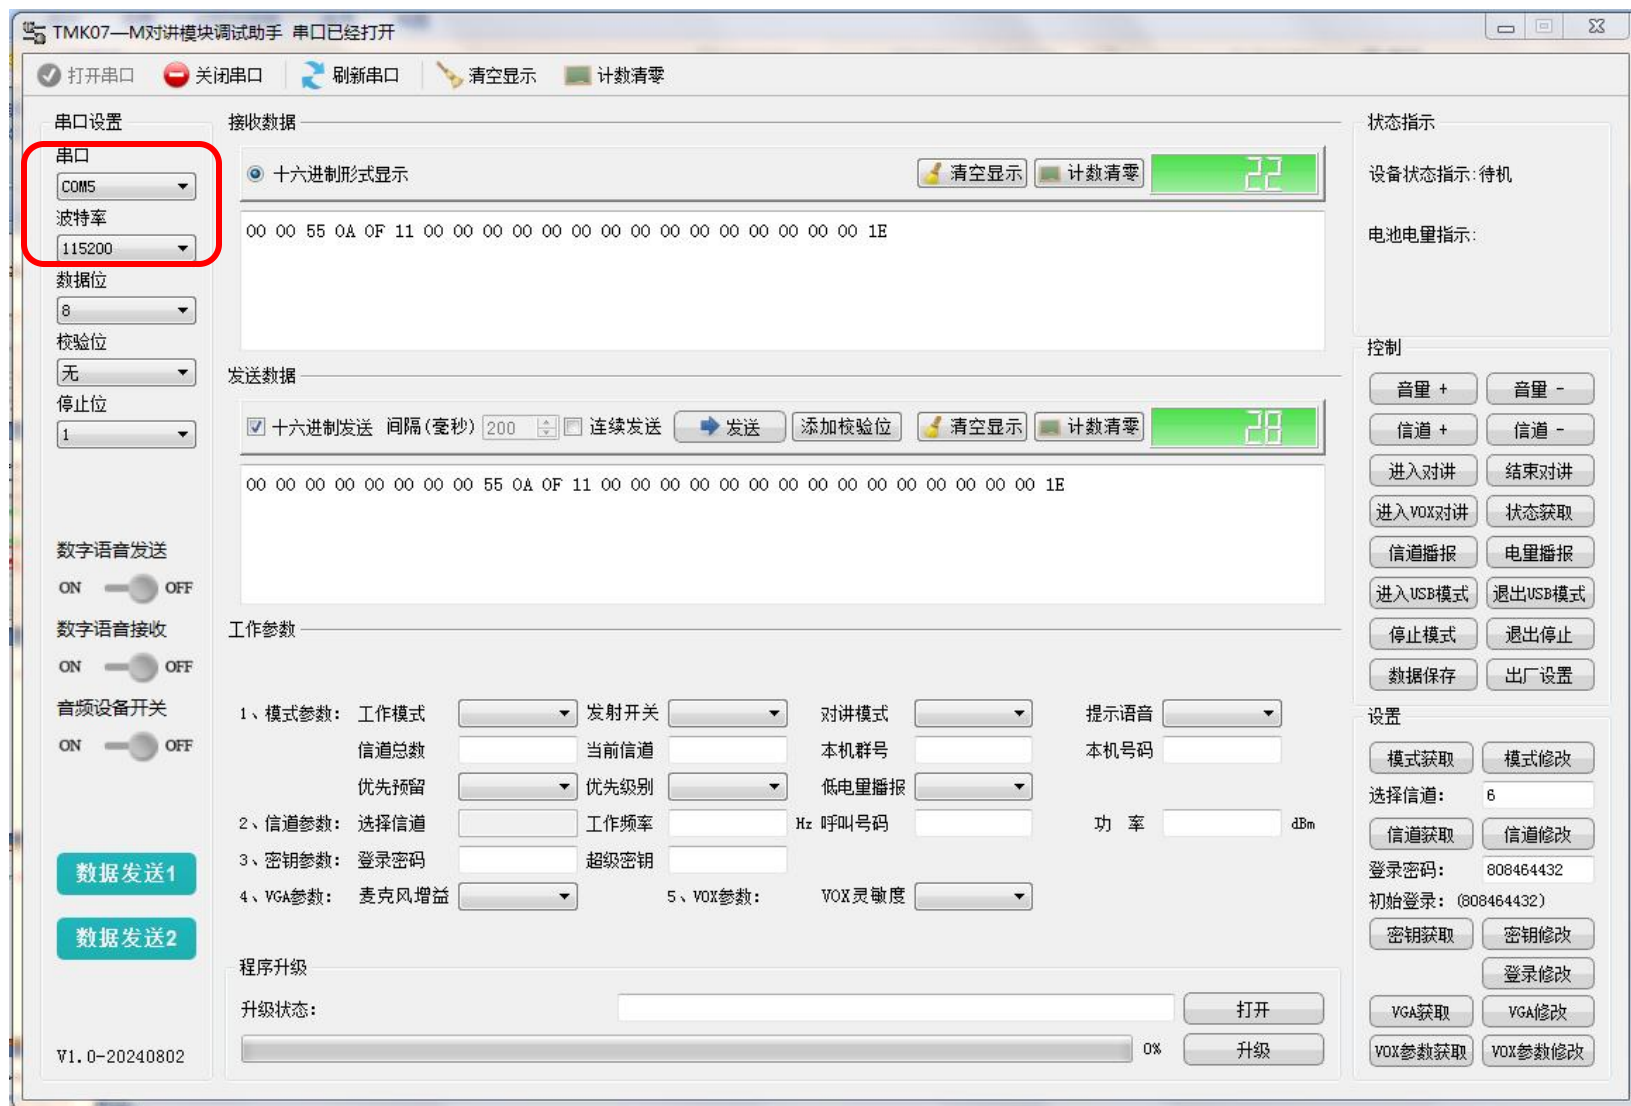 TMK07—M对讲模块调试助手 串口已经打开
打开串口 关闭串口 刷新串口 清空显示 计数清零
串口设置
串口
COM5
波特率
115200
数据位
8
校验位
无
停止位
1
数字语音发送
ON OFF
数字语音接收
ON OFF
音频设备开关
ON OFF
数据发送1
数据发送2
V1.0-20240802
接收数据
十六进制形式显示 清空显示 计数清零 22
00 00 55 0A 0F 11 00 00 00 00 00 00 00 00 00 00 00 00 00 00 00 1E
发送数据
十六进制发送 间隔(毫秒) 200 连续发送 发送 添加校验位 清空显示 计数清零 28
00 00 00 00 00 00 00 00 55 0A 0F 11 00 00 00 00 00 00 00 00 00 00 00 00 00 00 00 1E
工作参数
1、模式参数: 工作模式 发射开关 对讲模式 提示语音
信道总数 当前信道 本机群号 本机号码
优先预留 优先级别 低电量播报
2、信道参数: 选择信道 工作频率 Hz 呼叫号码 功 率 dBm
3、密钥参数: 登录密码 超级密钥
4、VGA参数: 麦克风增益 5、VOX参数: VOX灵敏度
程序升级
升级状态: 打开
0% 升级
状态指示
设备状态指示:待机
电池电量指示:
控制
音量 + 音量 -
信道 + 信道 -
进入对讲 结束对讲
进入VOX对讲 状态获取
信道播报 电量播报
进入USB模式 退出USB模式
停止模式 退出停止
数据保存 出厂设置
设置
模式获取 模式修改
选择信道: 6
信道获取 信道修改
登录密码: 808464432
初始登录: (808464432)
密钥获取 密钥修改
登录修改
VGA获取 VGA修改
VOX参数获取 VOX参数修改